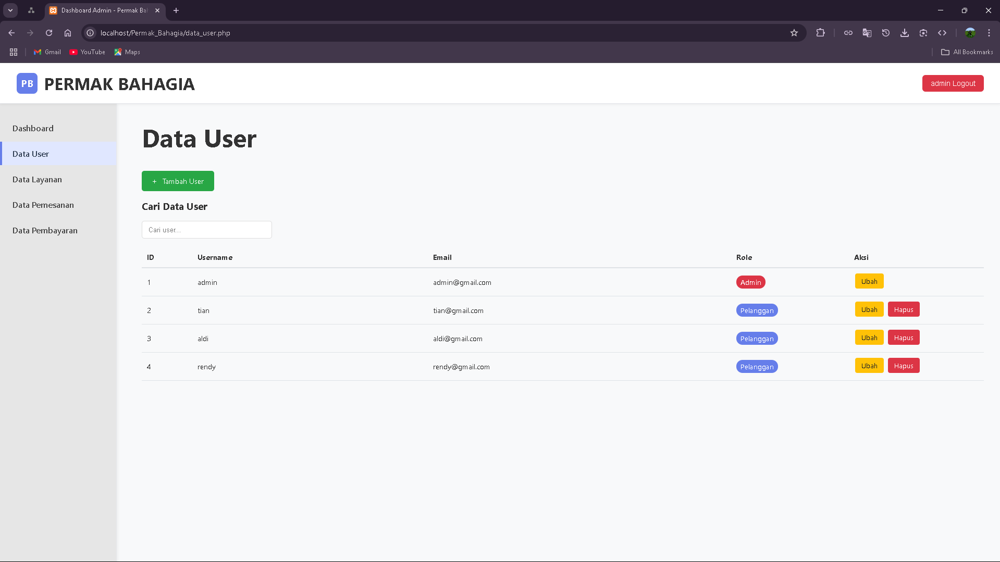 Dashboard Admin - Permak Ba
localhost/Permak_Bahagia/data_user.php
Gmail YouTube Maps All Bookmarks
PB PERMAK BAHAGIA admin Logout
Dashboard
Data User
Data Layanan
Data Pemesanan
Data Pembayaran
Data User
+ Tambah User
Cari Data User
Cari user...
ID Username Email Role Aksi
1 admin admin@gmail.com Admin Ubah
2 tian tian@gmail.com Pelanggan Ubah Hapus
3 aldi aldi@gmail.com Pelanggan Ubah Hapus
4 rendy rendy@gmail.com Pelanggan Ubah Hapus